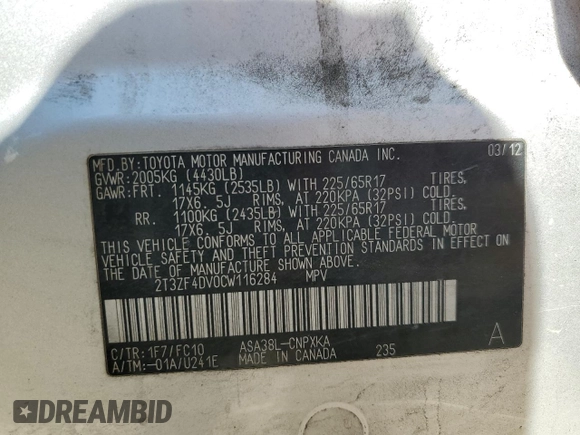 MFD.BY:TOYOTA MOTOR MANUFACTURING CANADA INC. 03/12
GVWR:2005KG (4430LB)
GAWR:FRT. 1145KG (2535LB) WITH 225/65R17 TIRES,
17X6. 5J RIMS, AT 220KPA (32PSI) COLD.
RR. 1100KG (2435LB) WITH 225/65R17 TIRES,
17X6. 5J RIMS, AT 220KPA (32PSI) COLD.
THIS VEHICLE CONFORMS TO ALL APPLICABLE FEDERAL MOTOR
VEHICLE SAFETY AND THEFT PREVENTION STANDARDS IN EFFECT ON
THE DATE OF MANUFACTURE SHOWN ABOVE.
2T3ZF4DV0CW116284 MPV
C/TR:1F7/FC10 ASA38L-CNPXKA A
A/TM:-01A/U241E MADE IN CANADA 235
DREAMBID